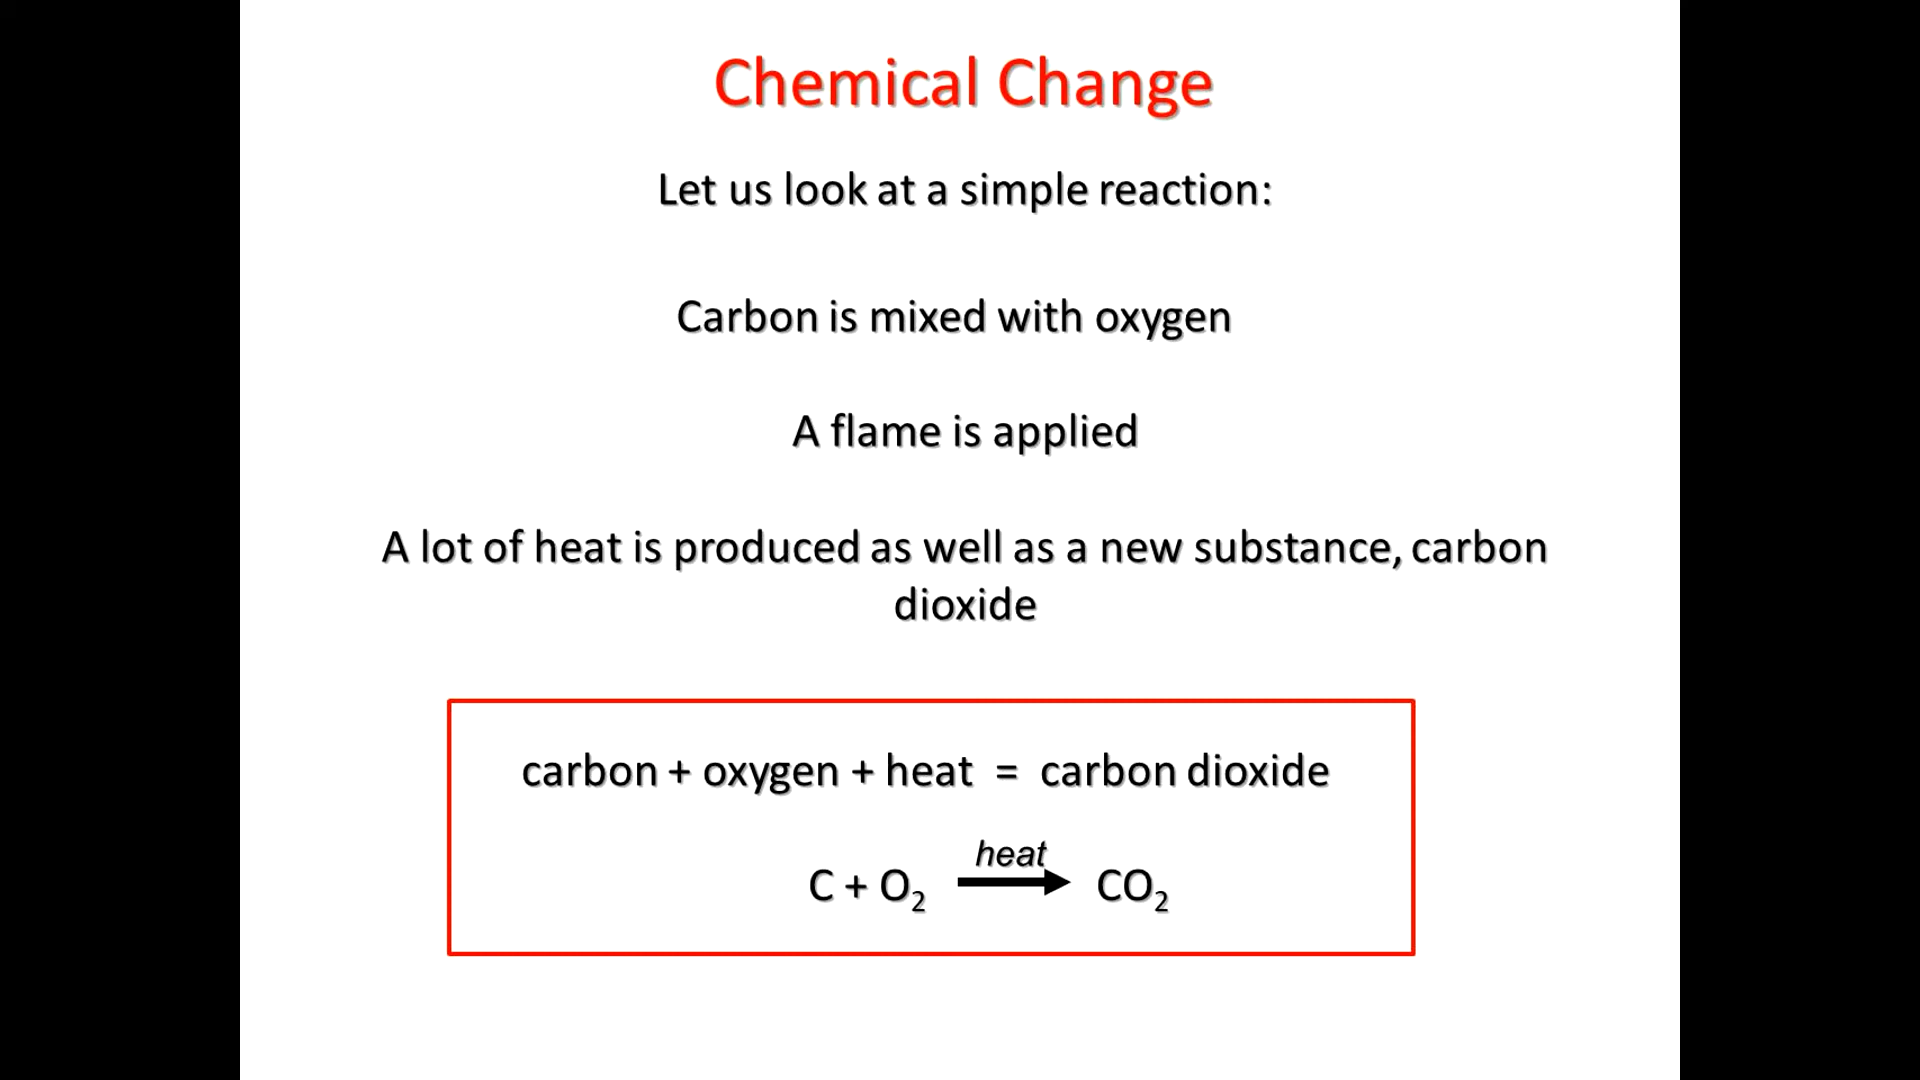 Chemical Change
Let us look at a simple reaction:
Carbon is mixed with oxygen
A flame is applied
A lot of heat is produced as well as a new substance, carbon
dioxide
carbon + oxygen + heat = carbon dioxide
heat
C + O₂ → CO₂